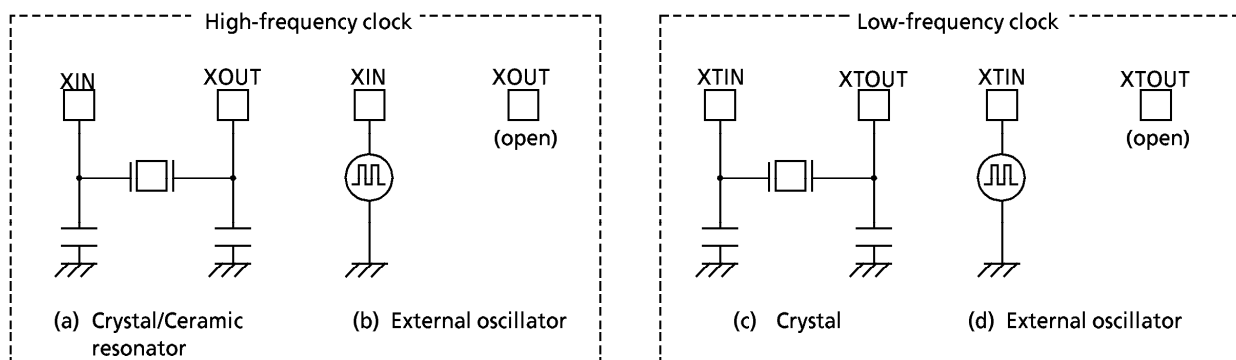 High-frequency clock
Low-frequency clock
XIN
XOUT
XIN
XOUT
(open)
XTIN
XTOUT
XTIN
XTOUT
(open)
(a) Crystal/Ceramic
resonator
(b) External oscillator
(c) Crystal
(d) External oscillator